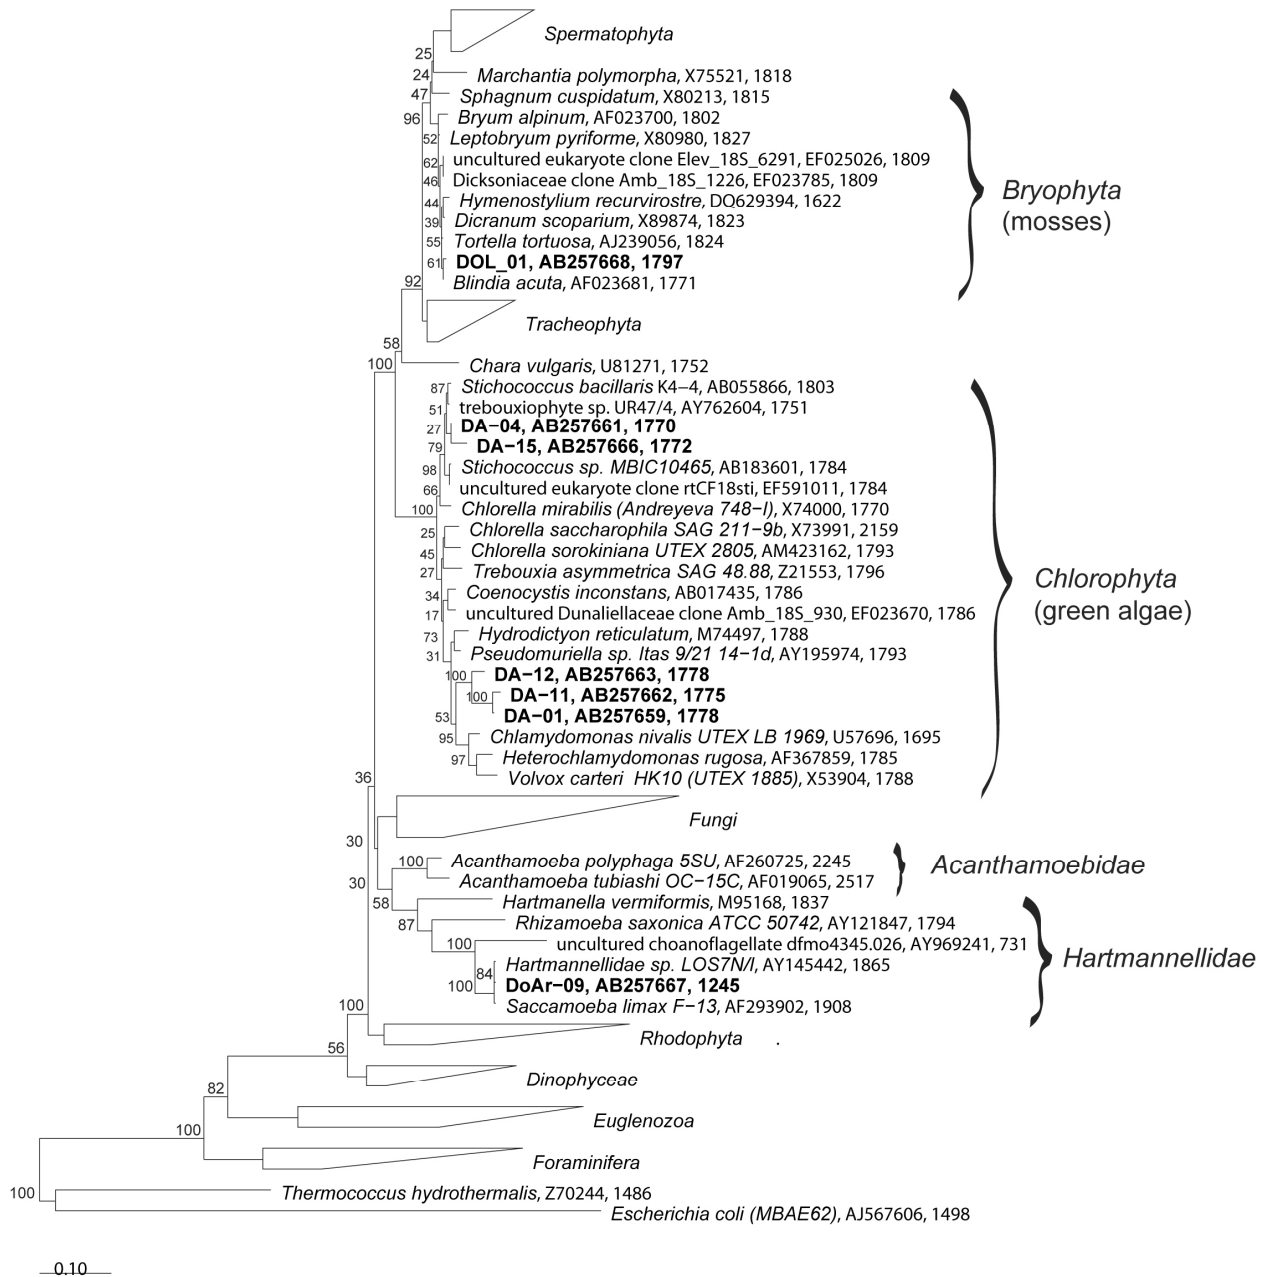 Spermatophyta
25
24
Marchantia polymorpha, X75521, 1818
47
Sphagnum cuspidatum, X80213, 1815
96
Bryum alpinum, AF023700, 1802
52
Leptobryum pyriforme, X80980, 1827
62
uncultured eukaryote clone Elev_18S_6291, EF025026, 1809
46
Dicksoniaceae clone Amb_18S_1226, EF023785, 1809
44
Hymenostylium recurvirostre, DQ629394, 1622
39
Dicranum scoparium, X89874, 1823
55
Tortella tortuosa, AJ239056, 1824
61
DOL_01, AB257668, 1797
Blindia acuta, AF023681, 1771
Bryophyta
(mosses)
92
Tracheophyta
58
100
Chara vulgaris, U81271, 1752
87
Stichococcus bacillaris K4−4, AB055866, 1803
51
trebouxiophyte sp. UR47/4, AY762604, 1751
27
DA−04, AB257661, 1770
79
DA−15, AB257666, 1772
98
Stichococcus sp. MBIC10465, AB183601, 1784
66
uncultured eukaryote clone rtCF18sti, EF591011, 1784
100
Chlorella mirabilis (Andreyeva 748−I), X74000, 1770
25
Chlorella saccharophila SAG 211−9b, X73991, 2159
45
Chlorella sorokiniana UTEX 2805, AM423162, 1793
27
Trebouxia asymmetrica SAG 48.88, Z21553, 1796
34
Coenocystis inconstans, AB017435, 1786
17
uncultured Dunaliellaceae clone Amb_18S_930, EF023670, 1786
73
Hydrodictyon reticulatum, M74497, 1788
31
Pseudomuriella sp. Itas 9/21 14−1d, AY195974, 1793
100
DA−12, AB257663, 1778
100
DA−11, AB257662, 1775
53
DA−01, AB257659, 1778
95
Chlamydomonas nivalis UTEX LB 1969, U57696, 1695
97
Heterochlamydomonas rugosa, AF367859, 1785
Volvox carteri HK10 (UTEX 1885), X53904, 1788
Chlorophyta
(green algae)
36
Fungi
30
100
Acanthamoeba polyphaga 5SU, AF260725, 2245
30
Acanthamoeba tubiashi OC−15C, AF019065, 2517
Acanthamoebidae
58
Hartmanella vermiformis, M95168, 1837
87
Rhizamoeba saxonica ATCC 50742, AY121847, 1794
100
uncultured choanoflagellate dfmo4345.026, AY969241, 731
84
Hartmannellidae sp. LOS7N/I, AY145442, 1865
100
DoAr−09, AB257667, 1245
Saccamoeba limax F−13, AF293902, 1908
Hartmannellidae
100
Rhodophyta .
56
Dinophyceae
82
Euglenozoa
100
Foraminifera
100
Thermococcus hydrothermalis, Z70244, 1486
Escherichia coli (MBAE62), AJ567606, 1498
0.10